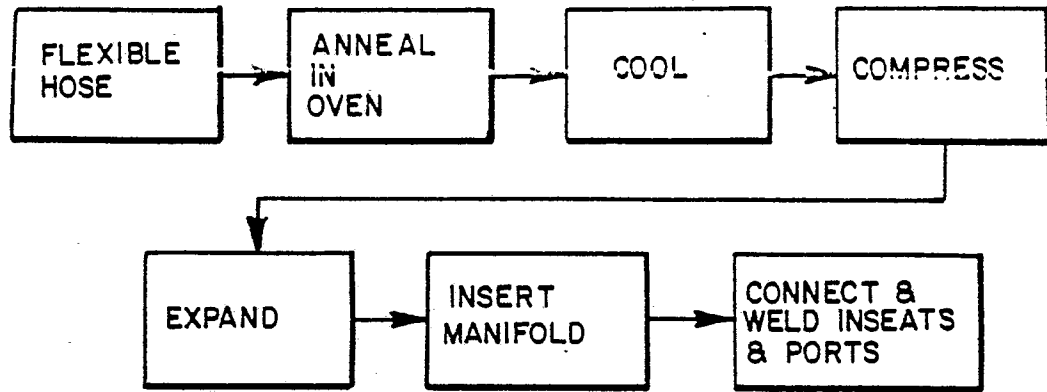 FLEXIBLE
HOSE
ANNEAL
IN
OVEN
COOL
COMPRESS
EXPAND
INSERT
MANIFOLD
CONNECT &
WELD INSEATS
& PORTS